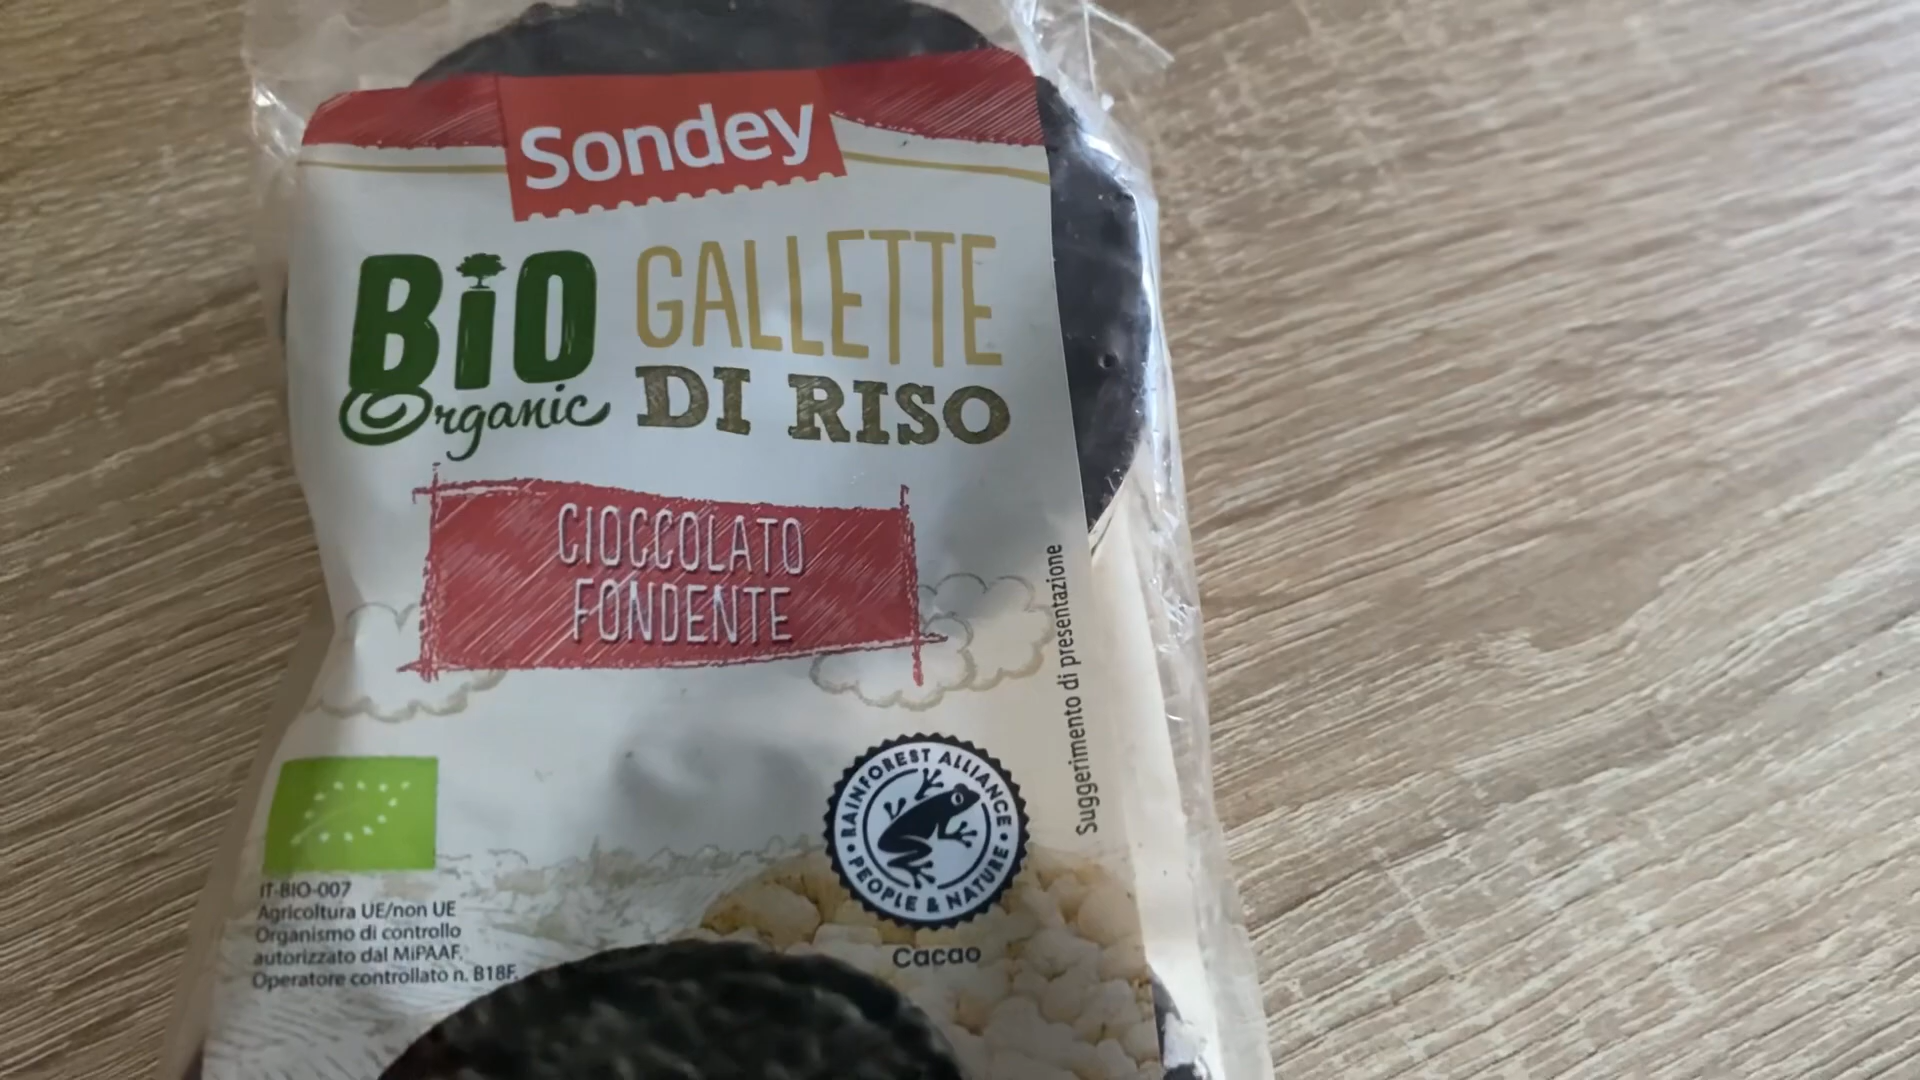 Sondey
BiO
Organic
GALLETTE
DI RISO
CIOCCOLATO
FONDENTE
Suggerimento di presentazione
RAINFOREST ALLIANCE
• PEOPLE & NATURE •
Cacao
IT-BIO-007
Agricoltura UE/non UE
Organismo di controllo
autorizzato dal MiPAAF.
Operatore controllato n. B18F.